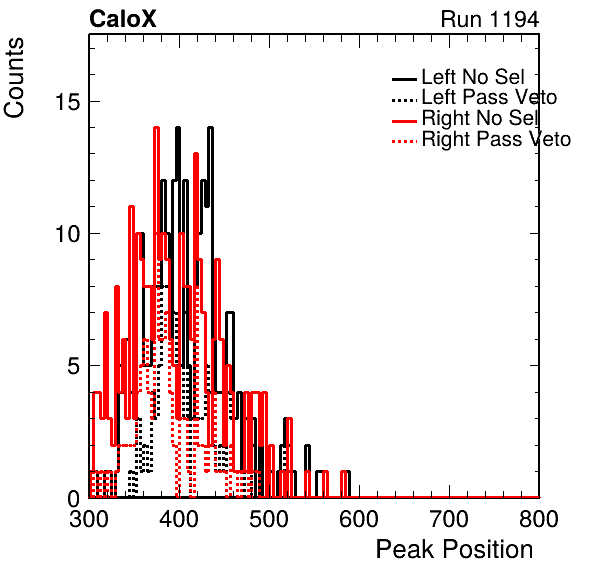 CaloX Run 1194
Counts
15
10
5
0
Left No Sel
Left Pass Veto
Right No Sel
Right Pass Veto
300 400 500 600 700 800
Peak Position